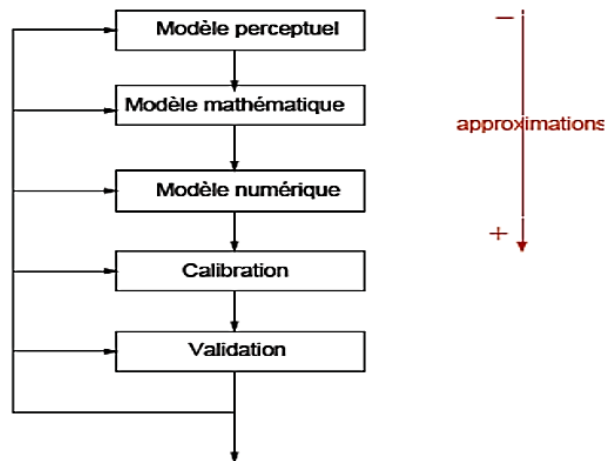 Modèle perceptuel
Modèle mathématique
Modèle numérique
Calibration
Validation
−
approximations
+